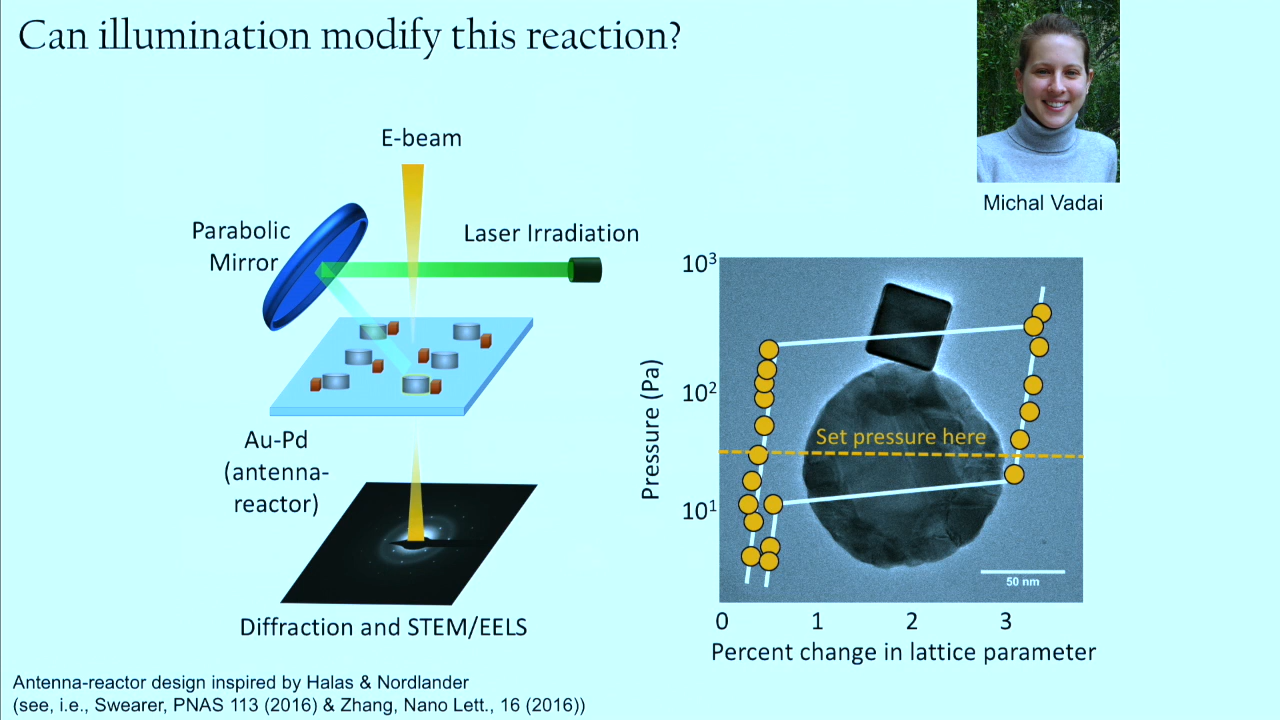 Can illumination modify this reaction?
Michal Vadai
E-beam
Parabolic
Mirror
Laser Irradiation
Au-Pd
(antenna-
reactor)
Diffraction and STEM/EELS
Pressure (Pa)
10³
10²
10¹
Set pressure here
50 nm
0 1 2 3
Percent change in lattice parameter
Antenna-reactor design inspired by Halas & Nordlander
(see, i.e., Swearer, PNAS 113 (2016) & Zhang, Nano Lett., 16 (2016))